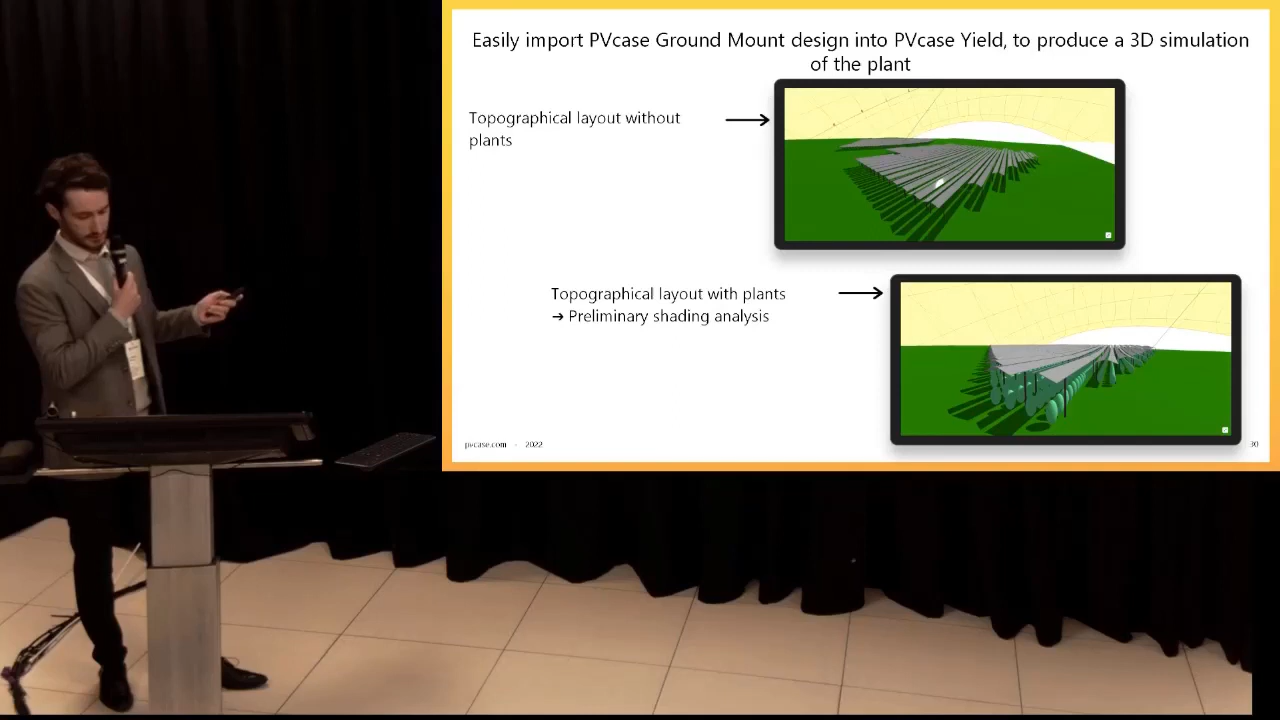 Easily import PVcase Ground Mount design into PVcase Yield, to produce a 3D simulation
of the plant
Topographical layout without
plants
Topographical layout with plants
→ Preliminary shading analysis
pvcase.com · 2022
30